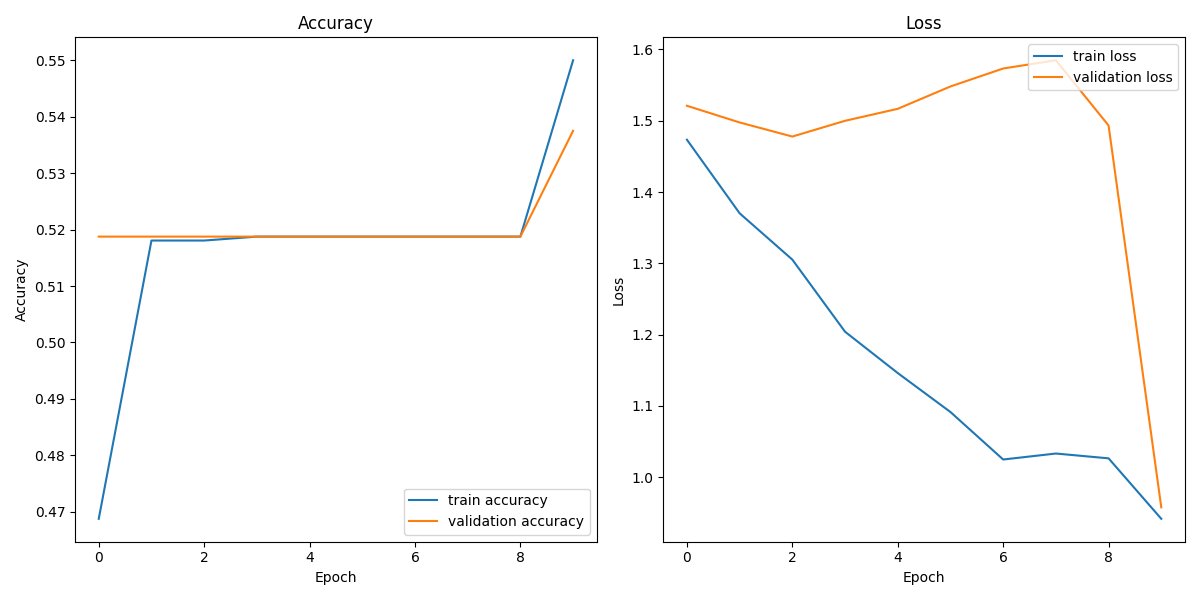 Accuracy
Accuracy
0.55
0.54
0.53
0.52
0.51
0.50
0.49
0.48
0.47
train accuracy
validation accuracy
0 2 4 6 8
Epoch
Loss
Loss
1.6
1.5
1.4
1.3
1.2
1.1
1.0
train loss
validation loss
0 2 4 6 8
Epoch